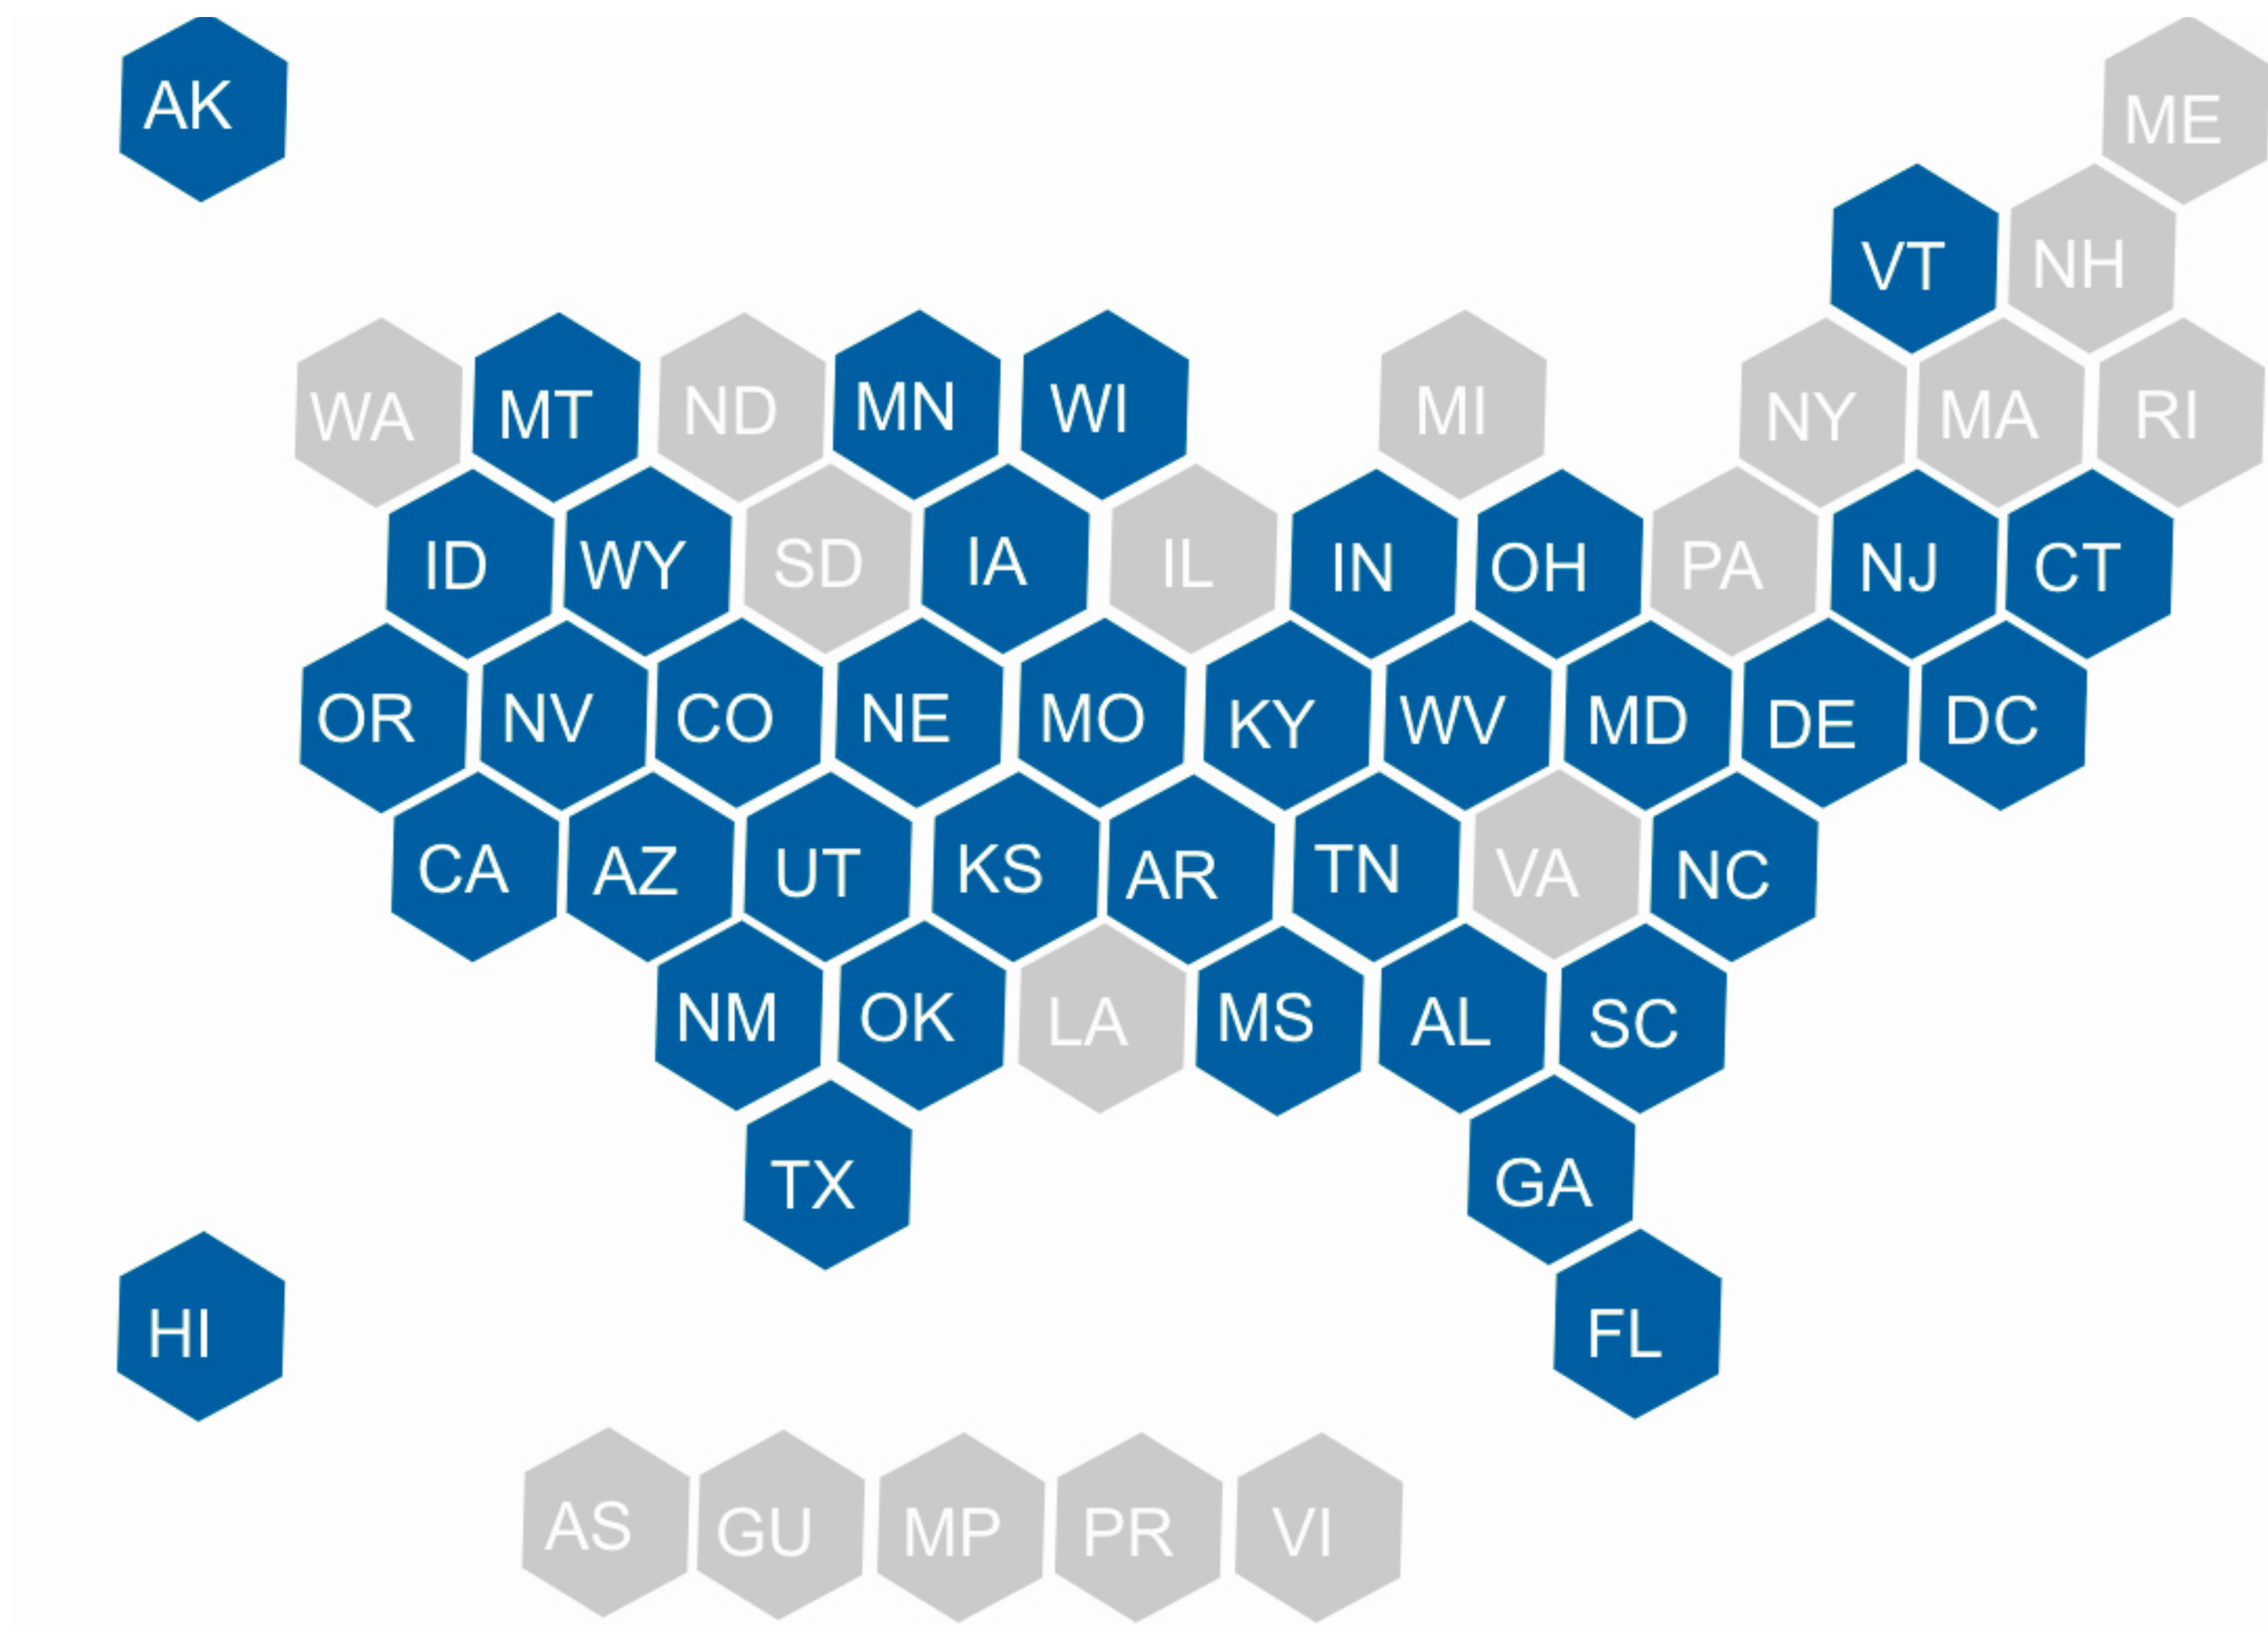 AK
ME
VT NH
WA MT ND MN WI MI NY MA RI
ID WY SD IA IL IN OH PA NJ CT
OR NV CO NE MO KY WV MD DE DC
CA AZ UT KS AR TN VA NC
NM OK LA MS AL SC
TX GA
HI FL
AS GU MP PR VI